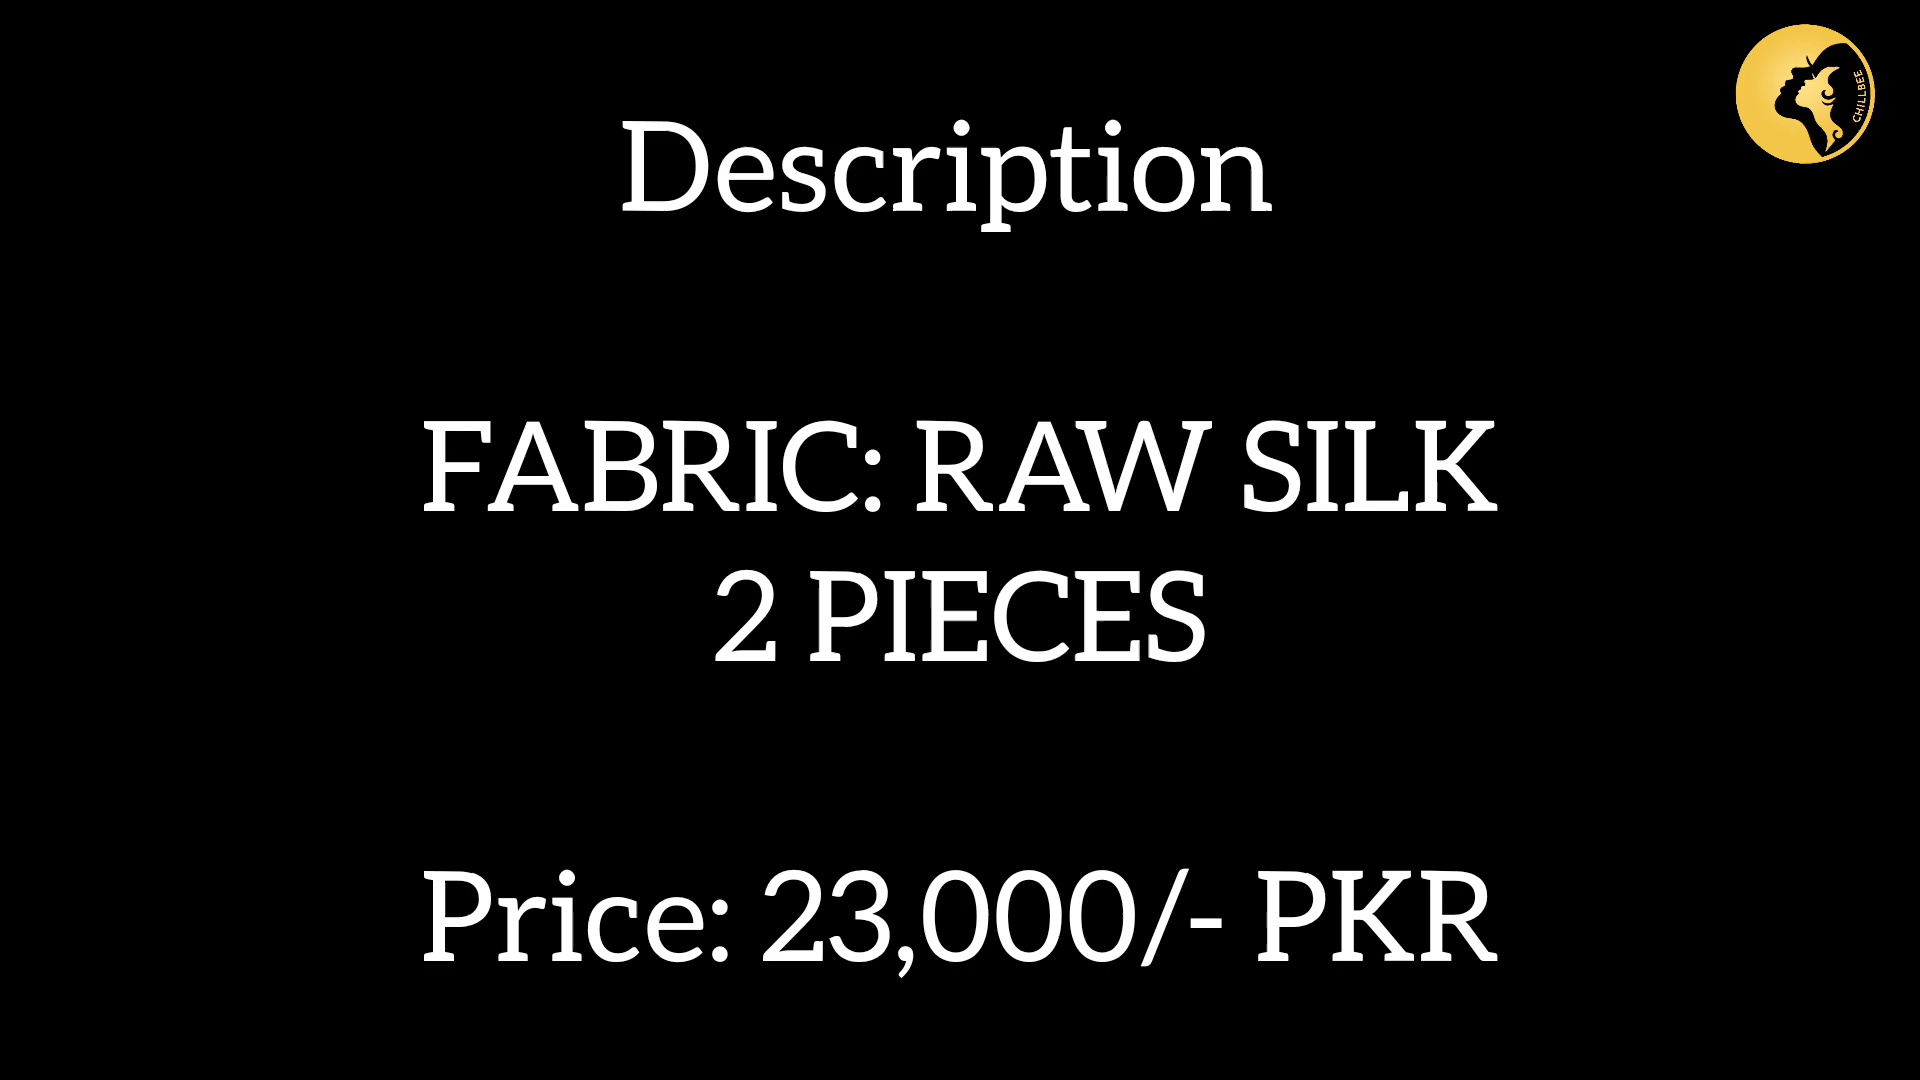 CHILLBEE
Description
FABRIC: RAW SILK
2 PIECES
Price: 23,000/- PKR